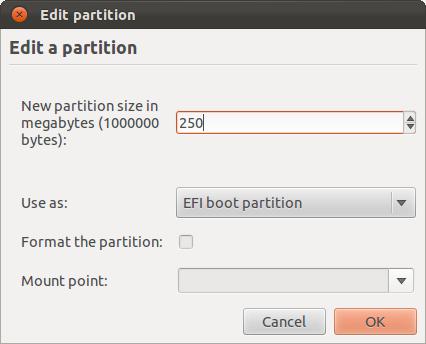 Edit partition
Edit a partition
New partition size in
megabytes (1000000
bytes):
250
Use as:
EFI boot partition
Format the partition:
Mount point:
Cancel
OK